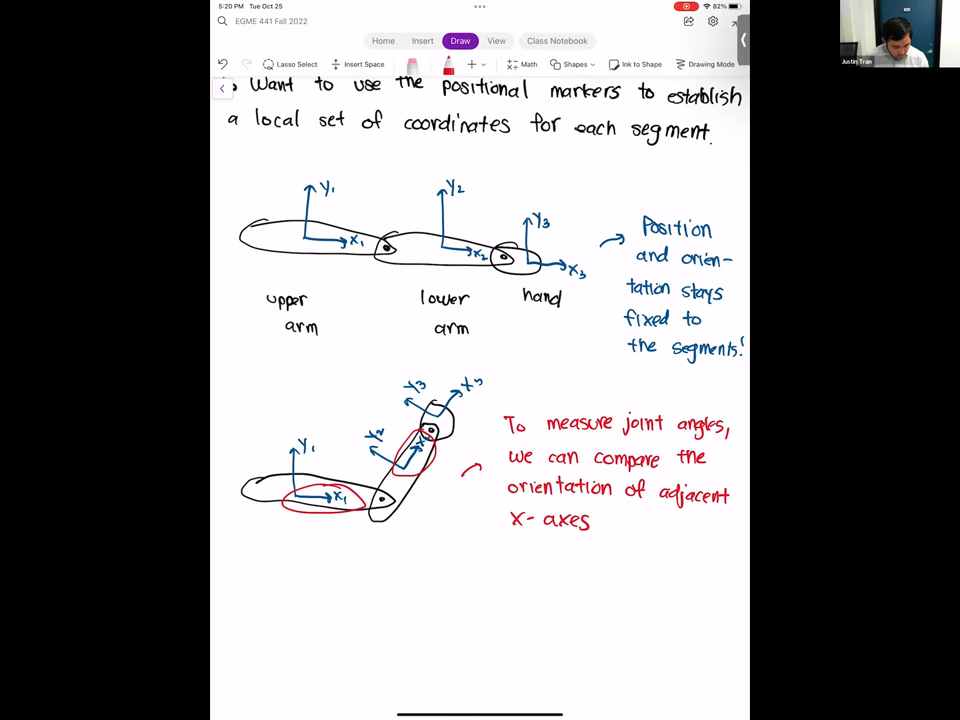 5:20 PM Tue Oct 25
82%
EGME 441 Fall 2022
Home Insert Draw View Class Notebook
Lasso Select Insert Space Math Shapes Ink to Shape Drawing Mode
Justin Tran
Want to use the positional markers to establish
a local set of coordinates for each segment.
Y1 Y2 Y3
X1 X2 X3
upper arm
lower arm
hand
Position
and orien-
tation stays
fixed to
the segments!
Y3 X3
Y2 X2
Y1
X1
To measure joint angles,
we can compare the
orientation of adjacent
X-axes